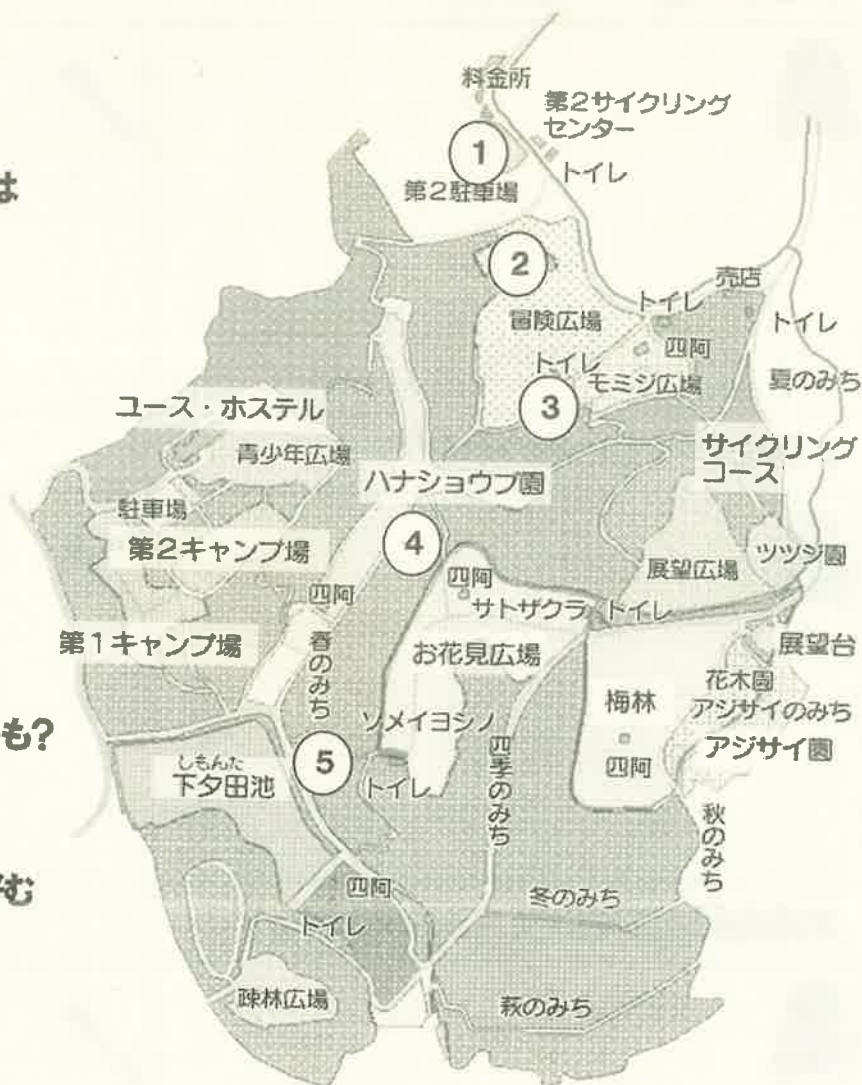 料金所
第2サイクリング
センター
①
トイレ
は
第2駐車場
②
売店
トイレ
冒険広場
トイレ
四阿
トイレ
モミジ広場
夏のみち
③
ユース・ホステル
サイクリング
コース
青少年広場
ハナショウブ園
駐車場
④
第2キャンプ場
展望広場
ツツジ園
四阿
四阿
サトザクラ
トイレ
第1キャンプ場
お花見広場
展望台
春のみち
花木園
梅林
アジサイのみち
ソメイヨシノ
も?
四阿
アジサイ園
⑤
しもんた
下夕田池
トイレ
四季のみち
秋のみち
む
四阿
冬のみち
トイレ
疎林広場
萩のみち